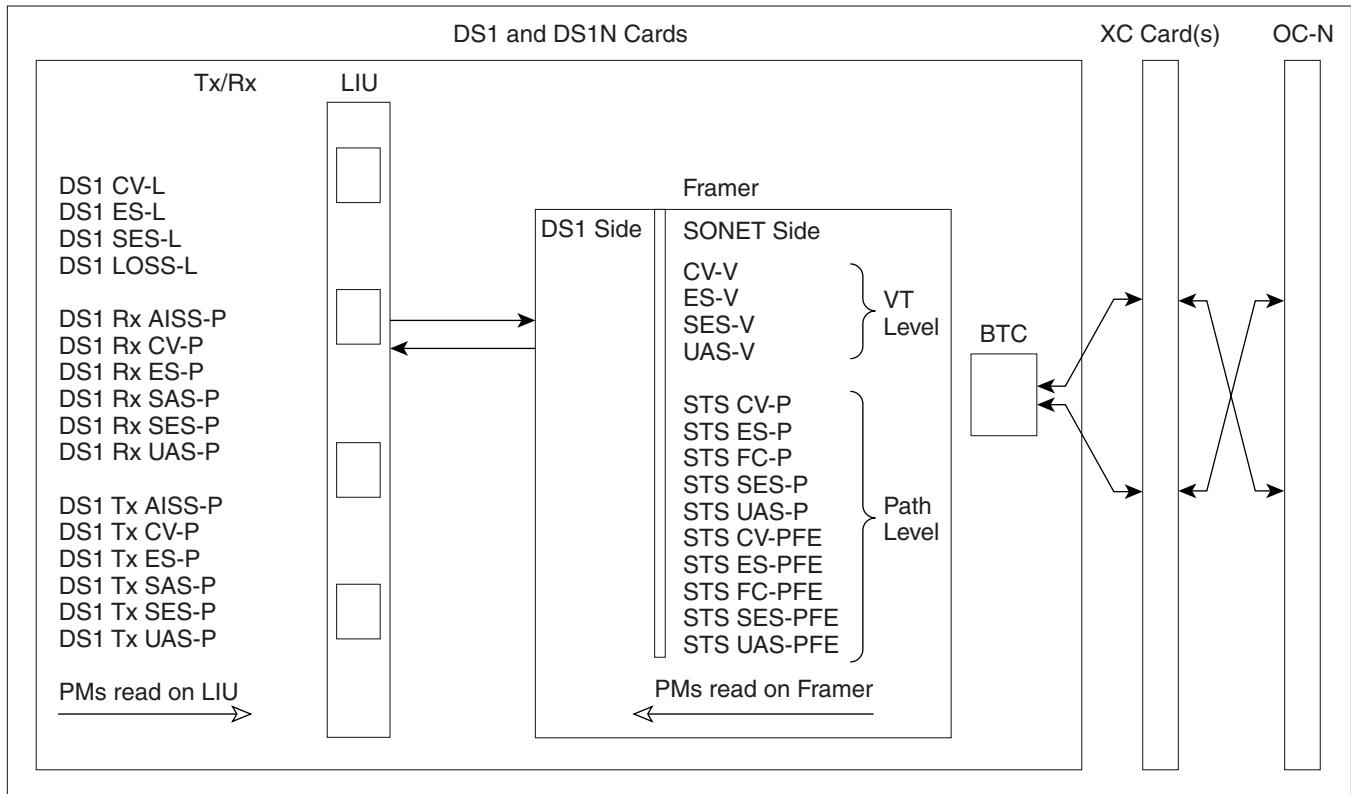 DS1 and DS1N Cards
XC Card(s)
OC-N
Tx/Rx
LIU
DS1 CV-L
DS1 ES-L
DS1 SES-L
DS1 LOSS-L
DS1 Rx AISS-P
DS1 Rx CV-P
DS1 Rx ES-P
DS1 Rx SAS-P
DS1 Rx SES-P
DS1 Rx UAS-P
DS1 Tx AISS-P
DS1 Tx CV-P
DS1 Tx ES-P
DS1 Tx SAS-P
DS1 Tx SES-P
DS1 Tx UAS-P
PMs read on LIU
Framer
DS1 Side
SONET Side
CV-V
ES-V
SES-V
UAS-V
VT
Level
STS CV-P
STS ES-P
STS FC-P
STS SES-P
STS UAS-P
STS CV-PFE
STS ES-PFE
STS FC-PFE
STS SES-PFE
STS UAS-PFE
Path
Level
PMs read on Framer
BTC